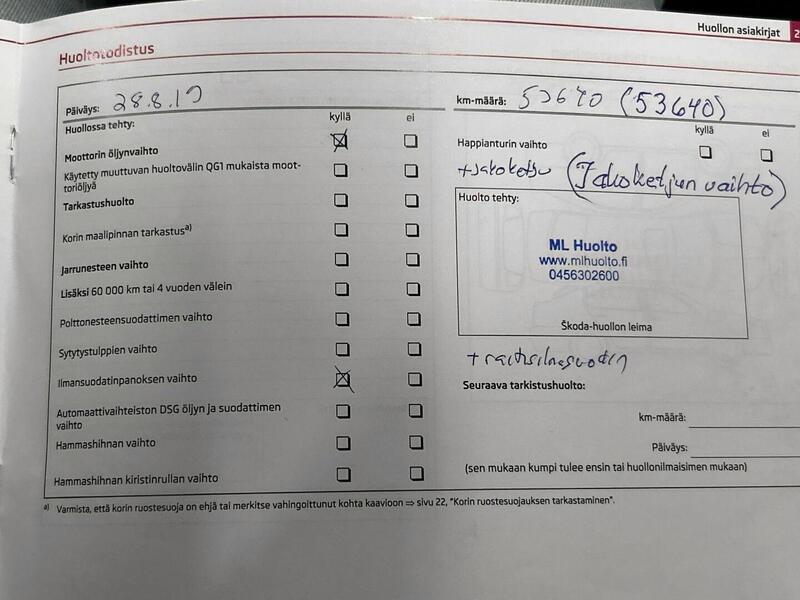 Huollon asiakirjat 2
Huoltotodistus
Päiväys: 28.8.19
Huollossa tehty: kyllä ei
Moottorin öljynvaihto
Käytetty muuttuvan huoltovälin QG1 mukaista moot-
toriöljyä
Tarkastushuolto
Korin maalipinnan tarkastus a)
Jarrunesteen vaihto
Lisäksi 60 000 km tai 4 vuoden välein
Polttonesteensuodattimen vaihto
Sytytystulppien vaihto
Ilmansuodatinpanoksen vaihto
Automaattivaihteiston DSG öljyn ja suodattimen
vaihto
Hammashihnan vaihto
Hammashihnan kiristinrullan vaihto
km-määrä: 53640 (53640)
kyllä ei
Happianturin vaihto
+jakoketju (Jakoketjun vaihto)
Huolto tehty:
ML Huolto
www.mlhuolto.fi
0456302600
Škoda-huollon leima
+raitisilmasuodin
Seuraava tarkistushuolto:
km-määrä:
Päiväys:
(sen mukaan kumpi tulee ensin tai huollonilmaisimen mukaan)
a) Varmista, että korin ruostesuoja on ehjä tai merkitse vahingoittunut kohta kaavioon ⇒ sivu 22, "Korin ruostesuojauksen tarkastaminen".